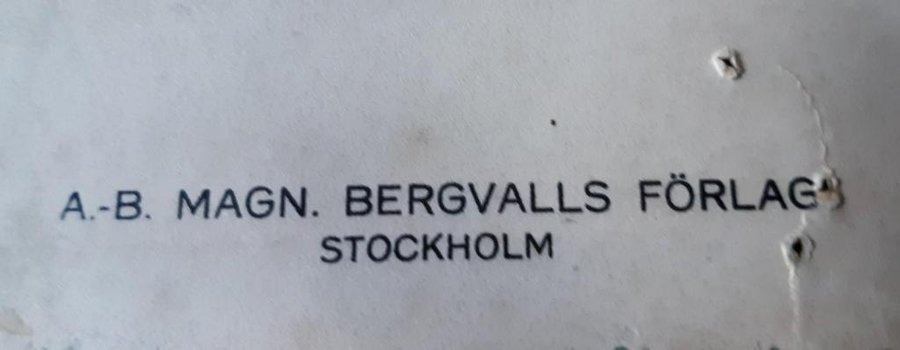 A.-B. MAGN. BERGVALLS FÖRLAG
STOCKHOLM